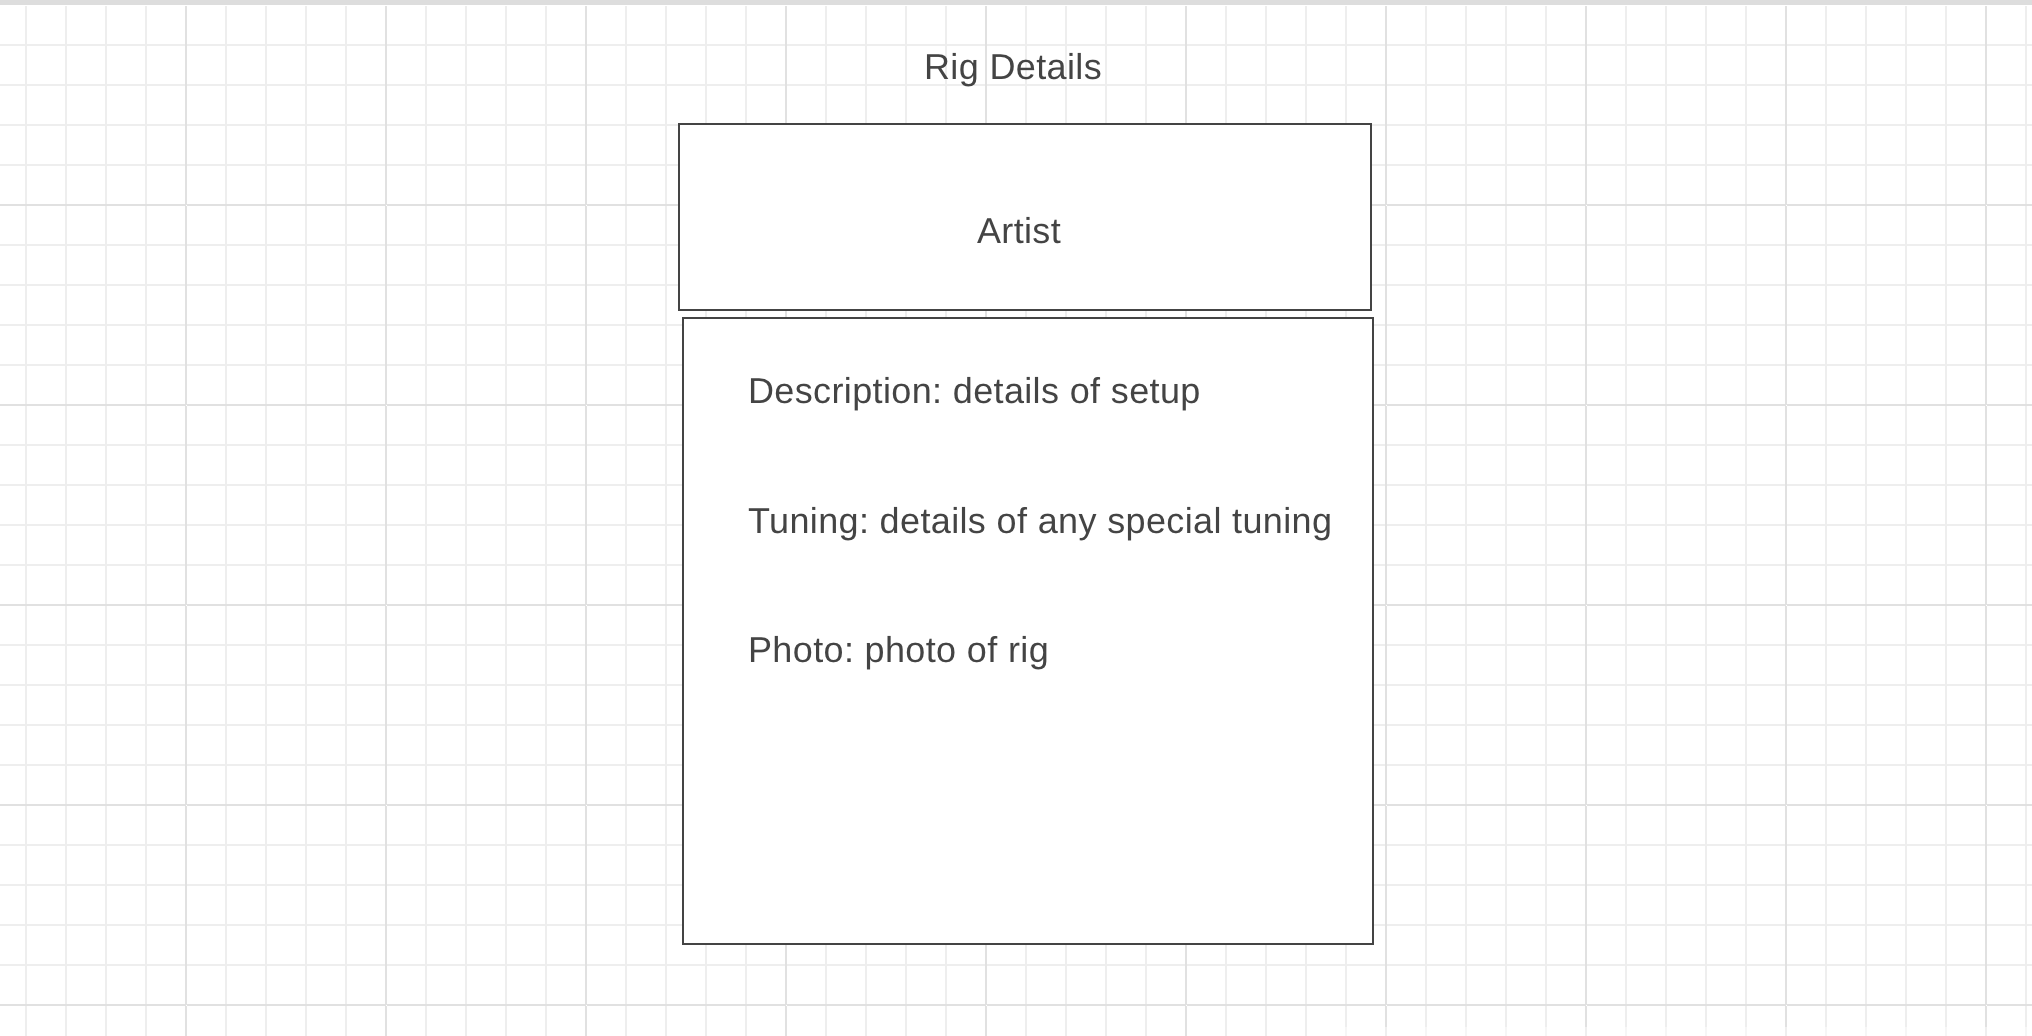 Rig Details
Artist
Description: details of setup
Tuning: details of any special tuning
Photo: photo of rig